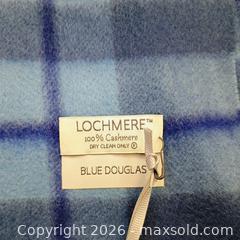 LOCHMERE™
100% Cashmere
DRY CLEAN ONLY Ⓟ
BLUE DOUGLAS
Copyright 2026 - maxsold.com